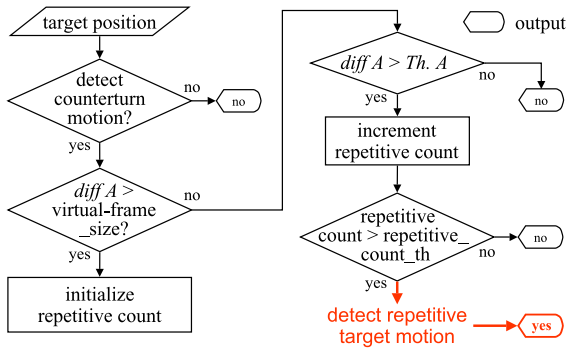 target position
detect
counterturn
motion?
no
no
yes
diff A >
virtual-frame
_size?
no
yes
initialize
repetitive count
output
diff A > Th. A
no
no
yes
increment
repetitive count
repetitive
count > repetitive_
count_th
no
no
yes
detect repetitive
target motion
yes